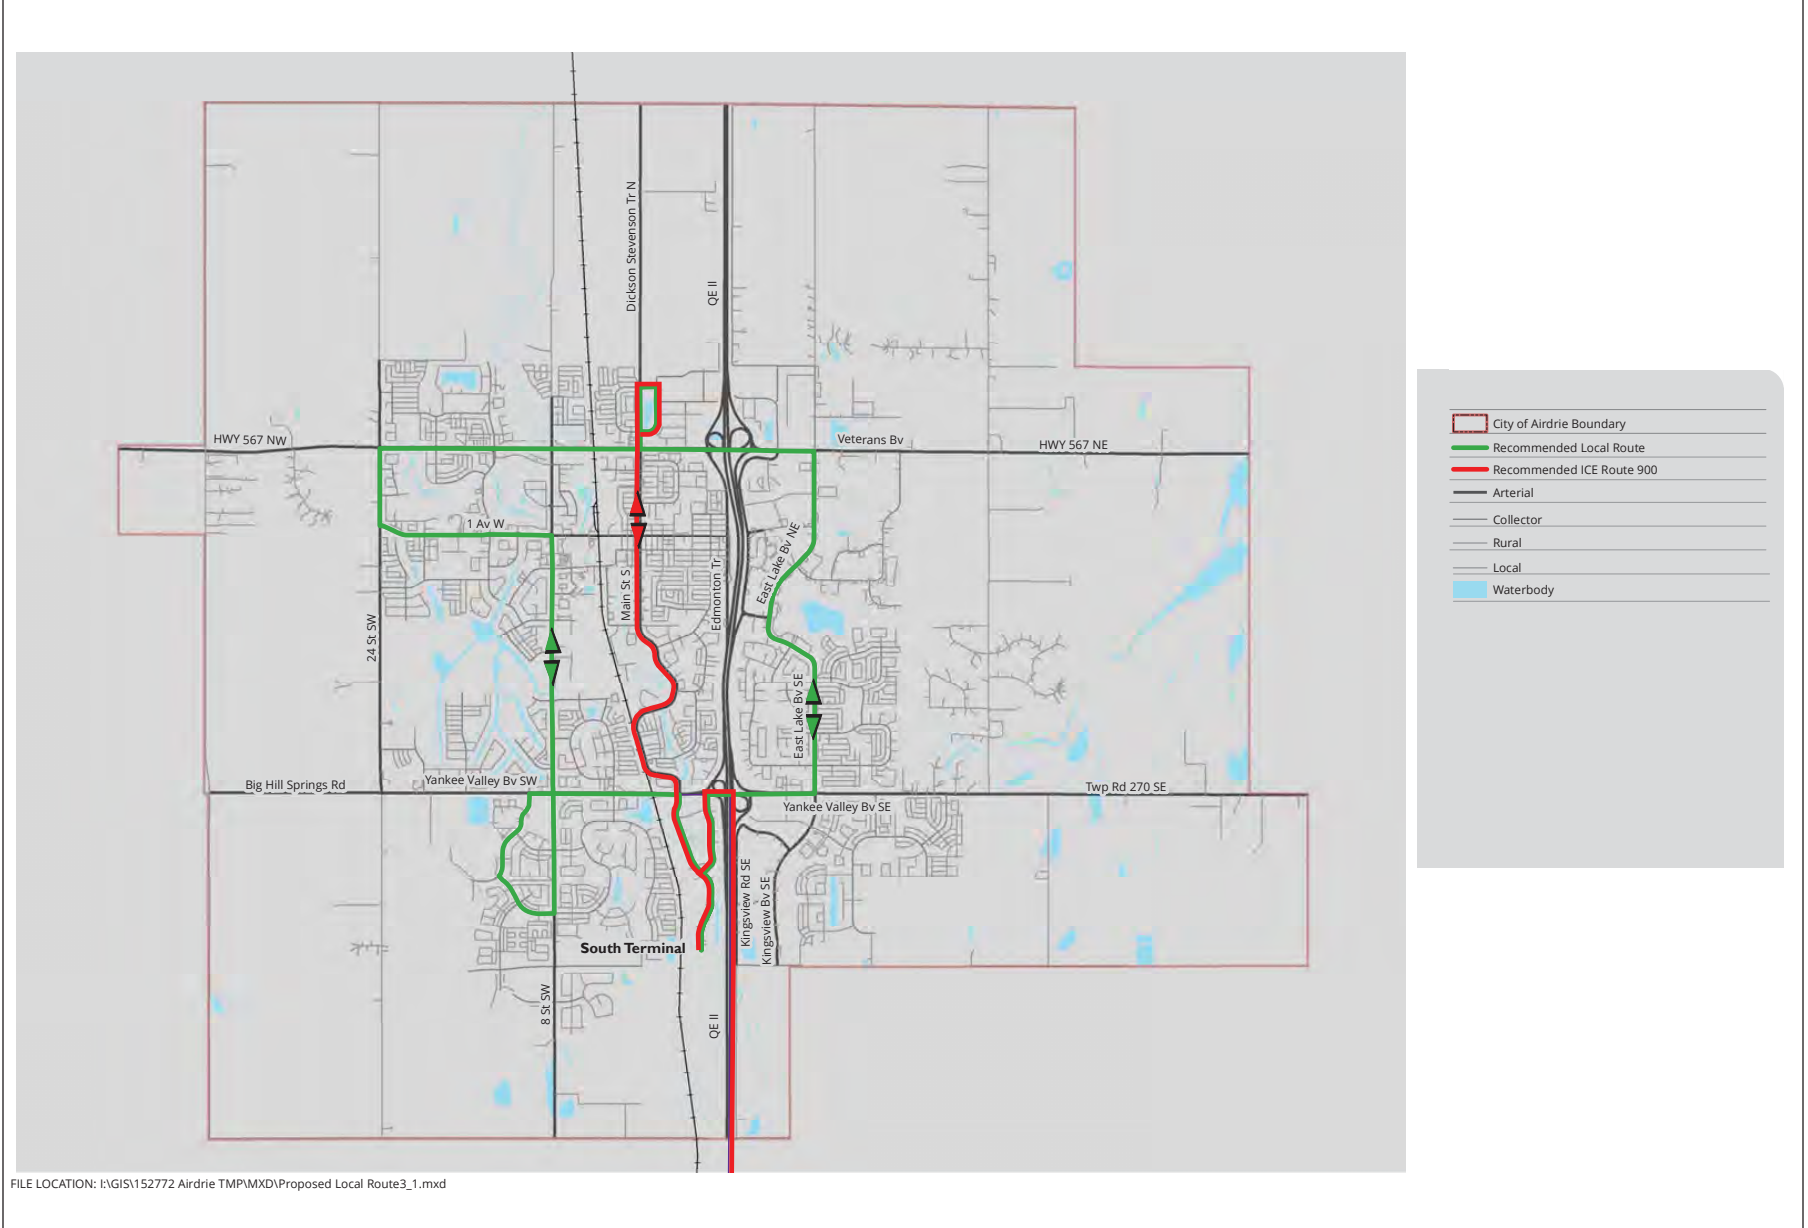 Dickson Stevenson Tr N
QE II
HWY 567 NW
Veterans Bv
HWY 567 NE
1 Av W
East Lake Bv NE
Main St S
Edmonton Tr
24 St SW
East Lake Bv SE
Big Hill Springs Rd
Yankee Valley Bv SW
Twp Rd 270 SE
Yankee Valley Bv SE
Kingsview Rd SE
Kingsview Bv SE
South Terminal
8 St SW
QE II
City of Airdrie Boundary
Recommended Local Route
Recommended ICE Route 900
Arterial
Collector
Rural
Local
Waterbody
FILE LOCATION: I:\GIS\152772 Airdrie TMP\MXD\Proposed Local Route3_1.mxd